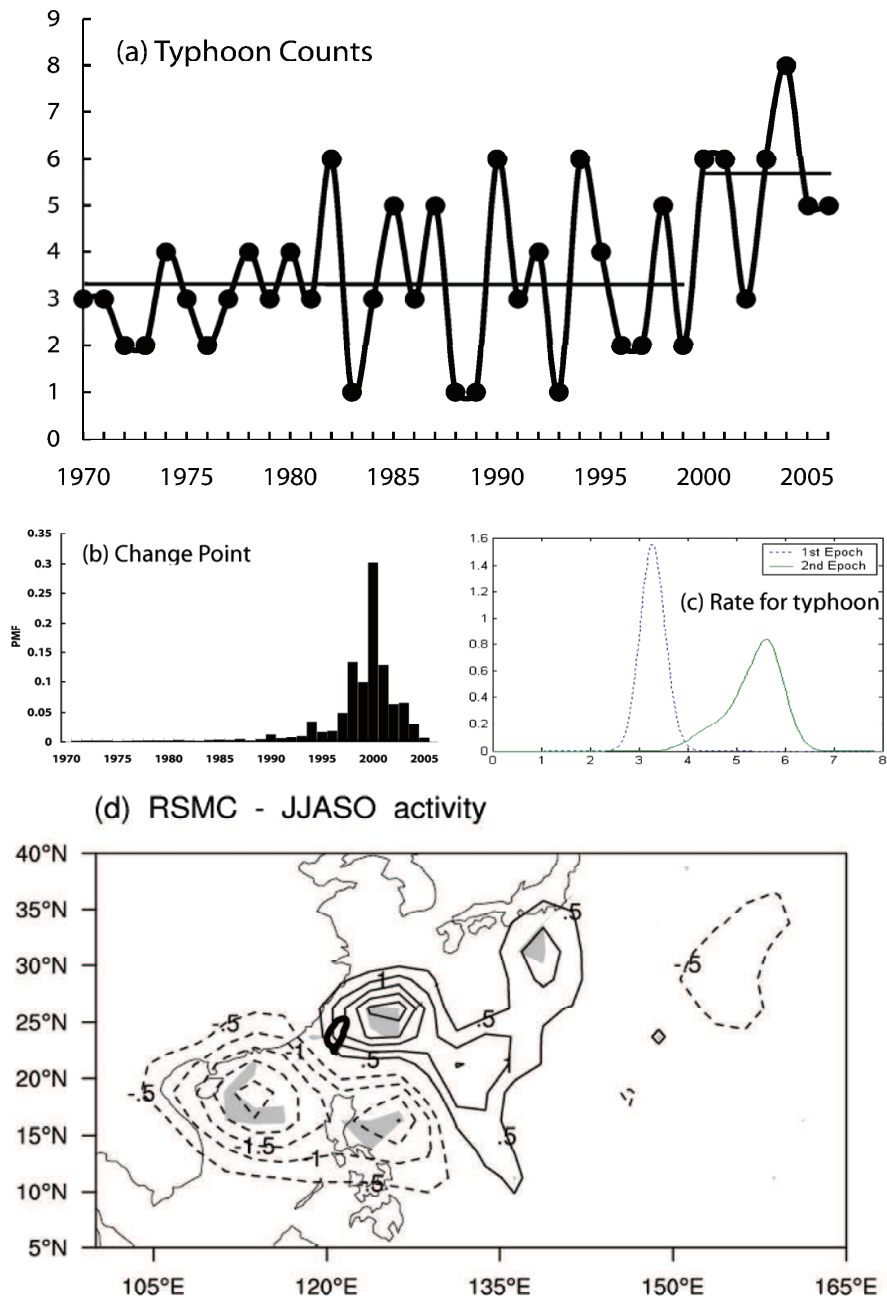 9
(a) Typhoon Counts
8
7
6
5
4
3
2
1
0
1970 1975 1980 1985 1990 1995 2000 2005
(b) Change Point
0.35
0.3
0.25
0.2
0.15
0.1
0.05
0
PMF
1970 1975 1980 1985 1990 1995 2000 2005
1.6
1.4
1.2
1
0.8
0.6
0.4
0.2
0
1st Epoch
2nd Epoch
(c) Rate for typhoon
0 1 2 3 4 5 6 7 8
(d) RSMC - JJASO activity
40°N
35°N
30°N
25°N
20°N
15°N
10°N
5°N
.5
-.5
1
-.5
.5
-1
.5
1
-.5
.5
-1.5
-1
-.5
105°E 120°E 135°E 150°E 165°E